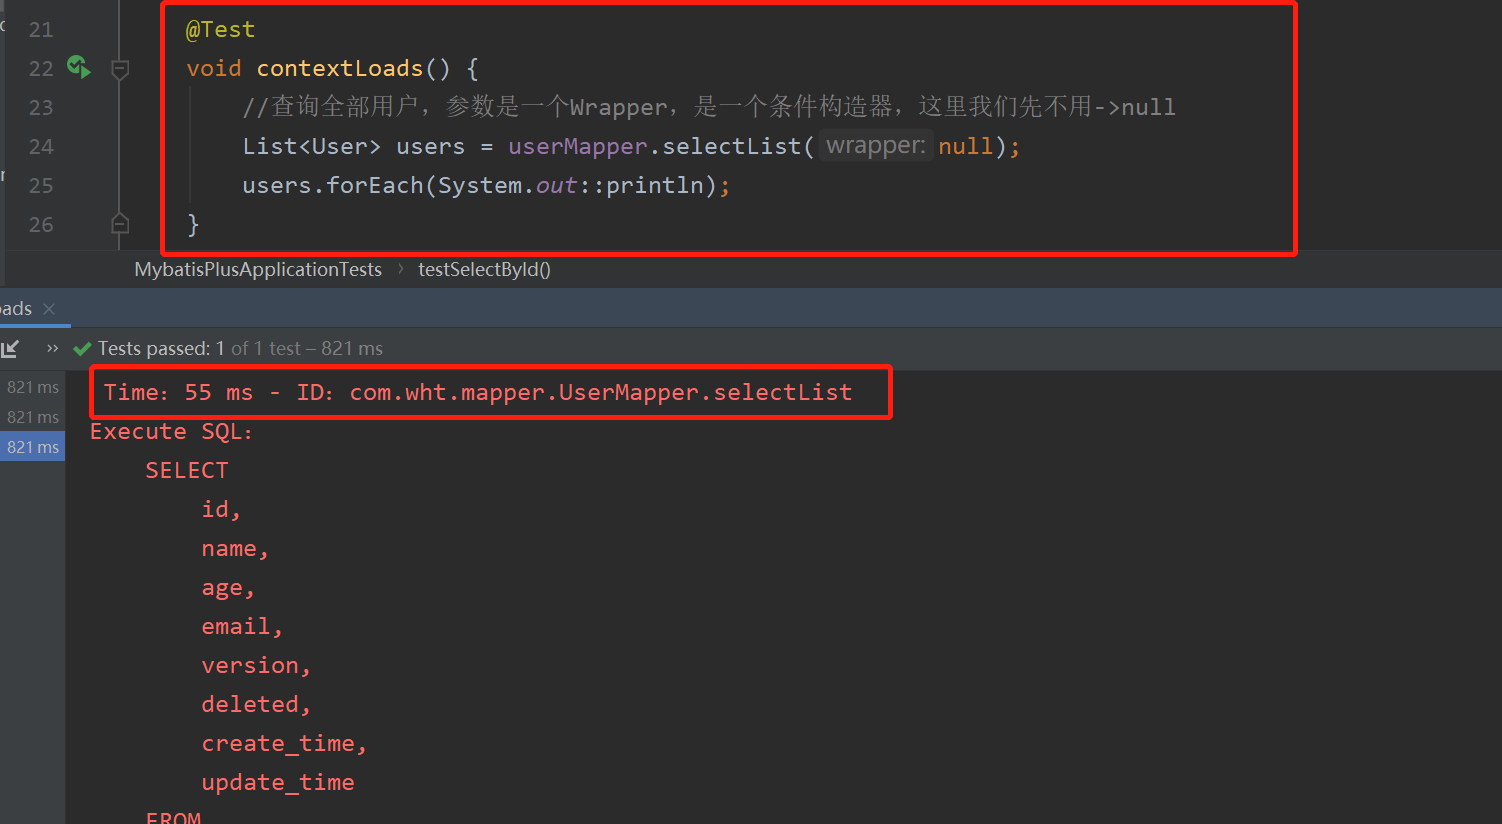 21 @Test
22 void contextLoads() {
23 //查询全部用户，参数是一个Wrapper，是一个条件构造器，这里我们先不用->null
24 List<User> users = userMapper.selectList( wrapper: null);
25 users.forEach(System.out::println);
26 }
MybatisPlusApplicationTests › testSelectById()
oads ×
» Tests passed: 1 of 1 test – 821 ms
821 ms
821 ms
821 ms
Time：55 ms - ID：com.wht.mapper.UserMapper.selectList
Execute SQL：
SELECT
id,
name,
age,
email,
version,
deleted,
create_time,
update_time
FROM